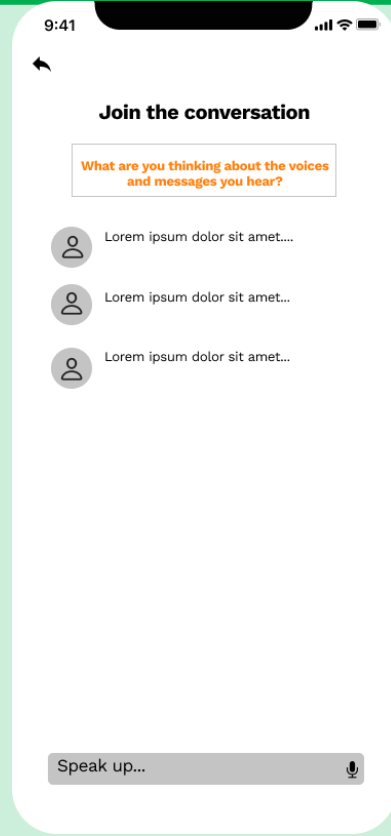 9:41
Join the conversation
What are you thinking about the voices
and messages you hear?
Lorem ipsum dolor sit amet....
Lorem ipsum dolor sit amet...
Lorem ipsum dolor sit amet...
Speak up...